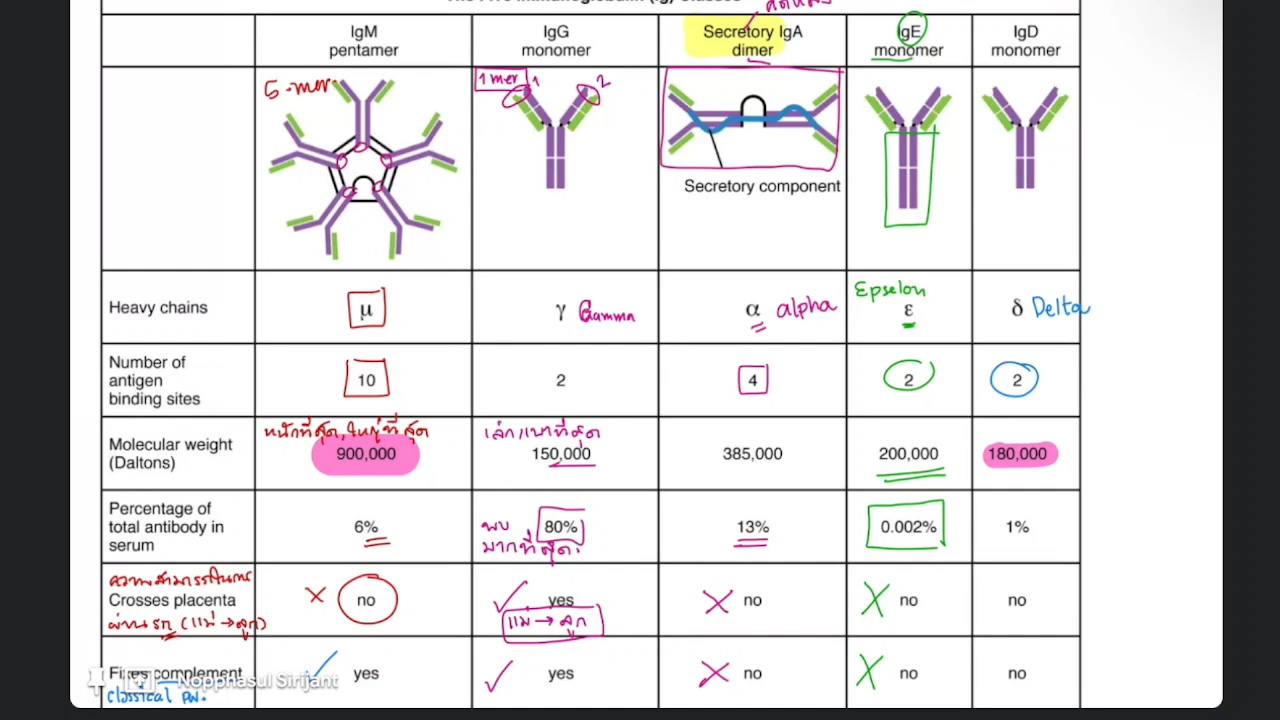 IgM pentamer
IgG monomer
Secretory IgA dimer
IgE monomer
IgD monomer
5-mer
1 mer
1
2
Secretory component
Heavy chains
µ
γ Gamma
α alpha
Epselon
ε
δ Delta
Number of antigen binding sites
10
2
4
2
2
หนักที่สุด, ใหญ่ที่สุด
เล็ก, เบาที่สุด
Molecular weight (Daltons)
900,000
150,000
385,000
200,000
180,000
Percentage of total antibody in serum
6%
พบ 80%
มากที่สุด
13%
0.002%
1%
ความสามารถในการ
Crosses placenta
ผ่านรก (แม่ → ลูก)
no
yes
แม่ → ลูก
no
no
no
Fixes complement
yes
yes
no
no
no
Classical pw.
Noppnasul Sirijant